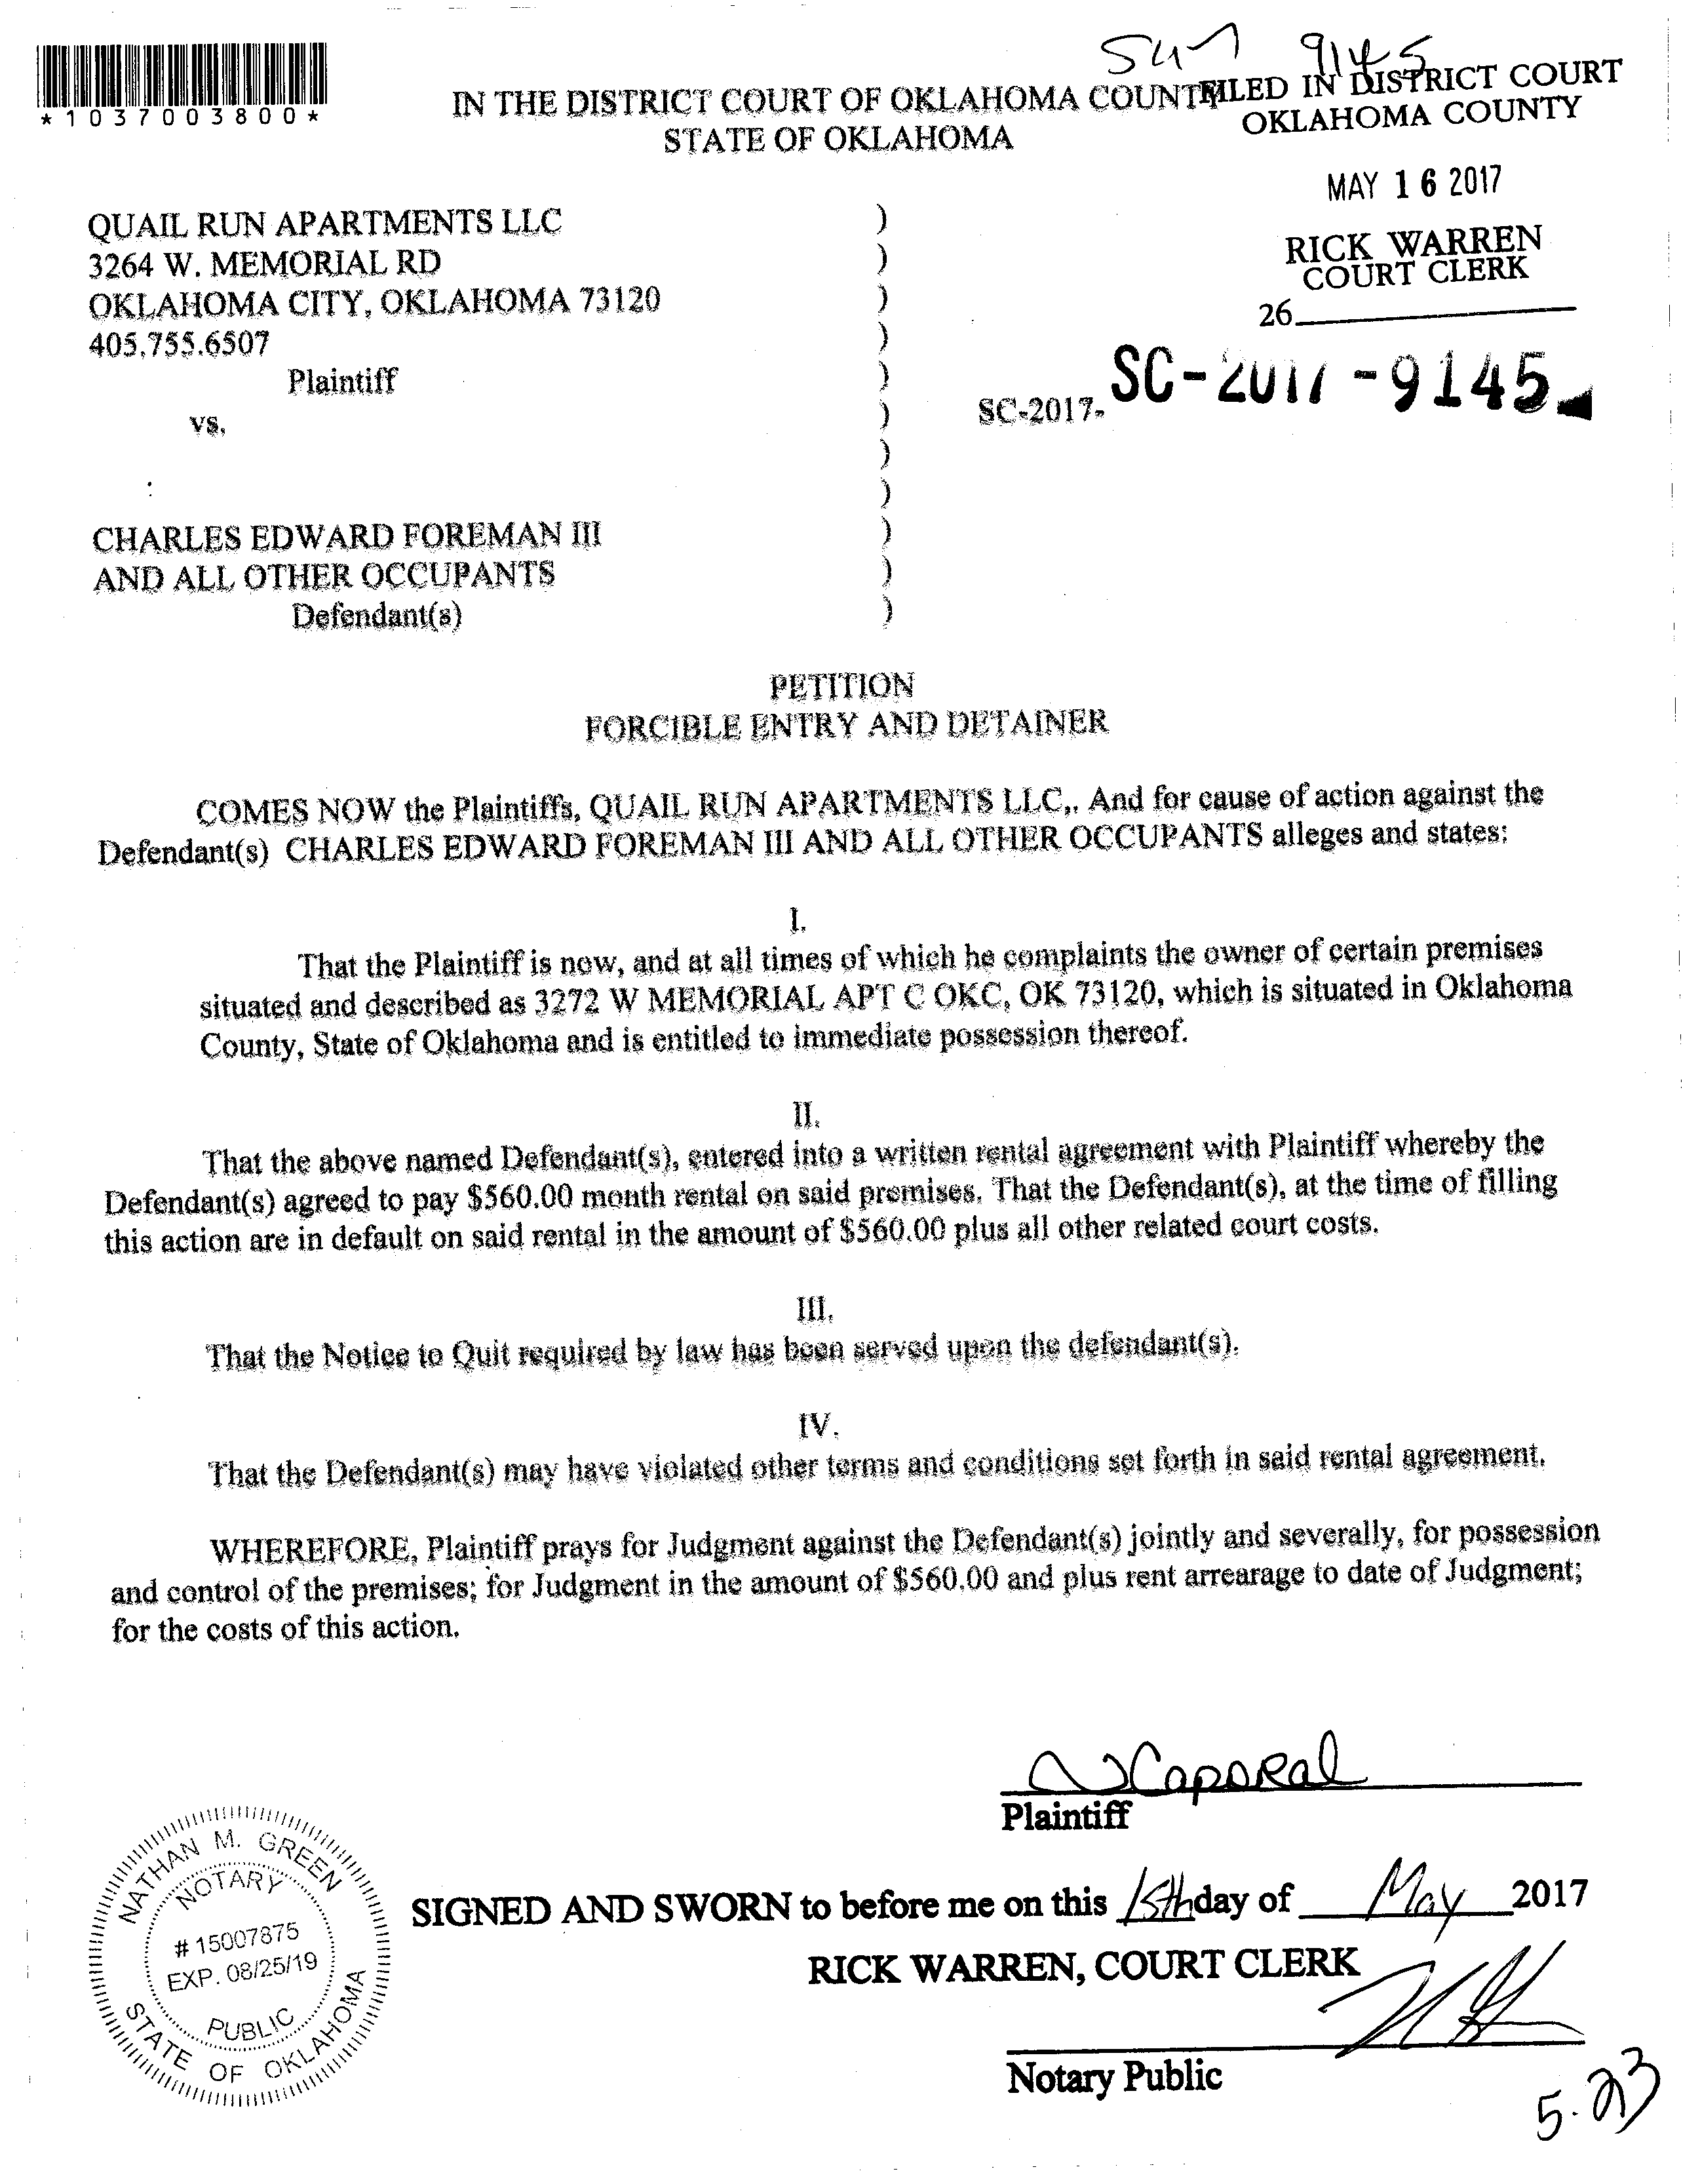 547 9145
*1037003800*
IN THE DISTRICT COURT OF OKLAHOMA COUNTY
STATE OF OKLAHOMA
FILED IN DISTRICT COURT
OKLAHOMA COUNTY
MAY 16 2017
RICK WARREN
COURT CLERK
26
QUAIL RUN APARTMENTS LLC )
3264 W. MEMORIAL RD )
OKLAHOMA CITY, OKLAHOMA 73120 )
405.755.6507 )
Plaintiff )
vs. )
SC-2017- SC-2017-9145
)
: )
CHARLES EDWARD FOREMAN III )
AND ALL OTHER OCCUPANTS )
Defendant(s) )
PETITION
FORCIBLE ENTRY AND DETAINER
COMES NOW the Plaintiffs, QUAIL RUN APARTMENTS LLC,. And for cause of action against the
Defendant(s) CHARLES EDWARD FOREMAN III AND ALL OTHER OCCUPANTS alleges and states:
I.
That the Plaintiff is now, and at all times of which he complaints the owner of certain premises
situated and described as 3272 W MEMORIAL APT C OKC, OK 73120, which is situated in Oklahoma
County, State of Oklahoma and is entitled to immediate possession thereof.
II.
That the above named Defendant(s), entered into a written rental agreement with Plaintiff whereby the
Defendant(s) agreed to pay $560.00 month rental on said premises. That the Defendant(s), at the time of filling
this action are in default on said rental in the amount of $560.00 plus all other related court costs.
III.
That the Notice to Quit required by law has been served upon the defendant(s).
IV.
That the Defendant(s) may have violated other terms and conditions set forth in said rental agreement.
WHEREFORE, Plaintiff prays for Judgment against the Defendant(s) jointly and severally, for possession
and control of the premises; for Judgment in the amount of $560.00 and plus rent arrearage to date of Judgment;
for the costs of this action.
N Caporal
Plaintiff
NATHAN M. GREEN
NOTARY
# 15007875
EXP. 08/25/19
PUBLIC
STATE OF OKLAHOMA
SIGNED AND SWORN to before me on this 15th day of May 2017
RICK WARREN, COURT CLERK
Notary Public
5.23